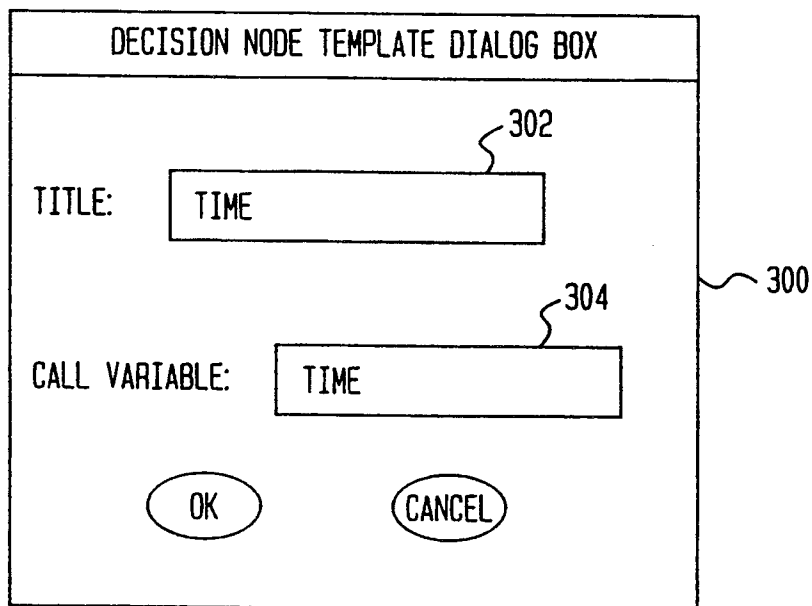 DECISION NODE TEMPLATE DIALOG BOX
302
TITLE: TIME
300
304
CALL VARIABLE: TIME
OK CANCEL